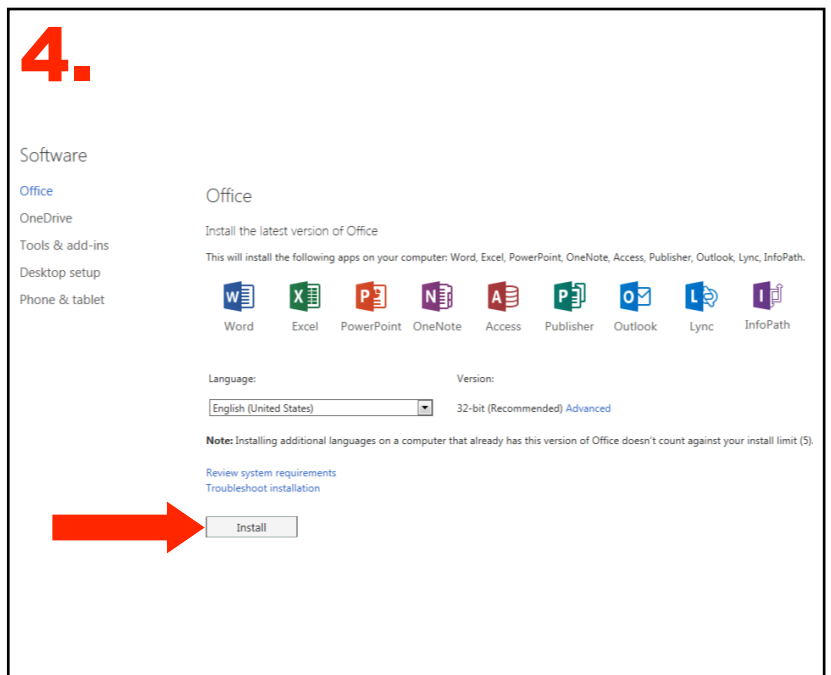 4.
Software
Office
OneDrive
Tools & add-ins
Desktop setup
Phone & tablet
Office
Install the latest version of Office
This will install the following apps on your computer: Word, Excel, PowerPoint, OneNote, Access, Publisher, Outlook, Lync, InfoPath.
W X P N A P O L I
Word Excel PowerPoint OneNote Access Publisher Outlook Lync InfoPath
Language: Version:
English (United States) 32-bit (Recommended) Advanced
Note: Installing additional languages on a computer that already has this version of Office doesn't count against your install limit (5).
Review system requirements
Troubleshoot installation
Install